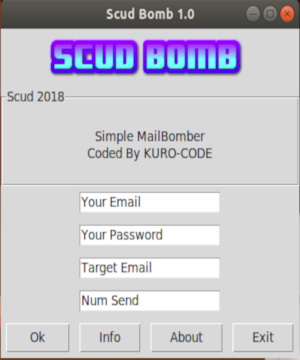 Scud Bomb 1.0
SCUD BOMB
Scud 2018
Simple MailBomber
Coded By KURO-CODE
Your Email
Your Password
Target Email
Num Send
Ok Info About Exit